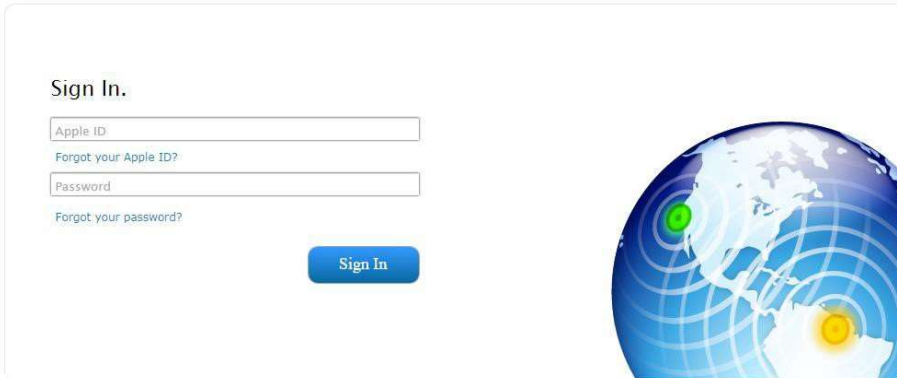 Sign In.
Apple ID
Forgot your Apple ID?
Password
Forgot your password?
Sign In